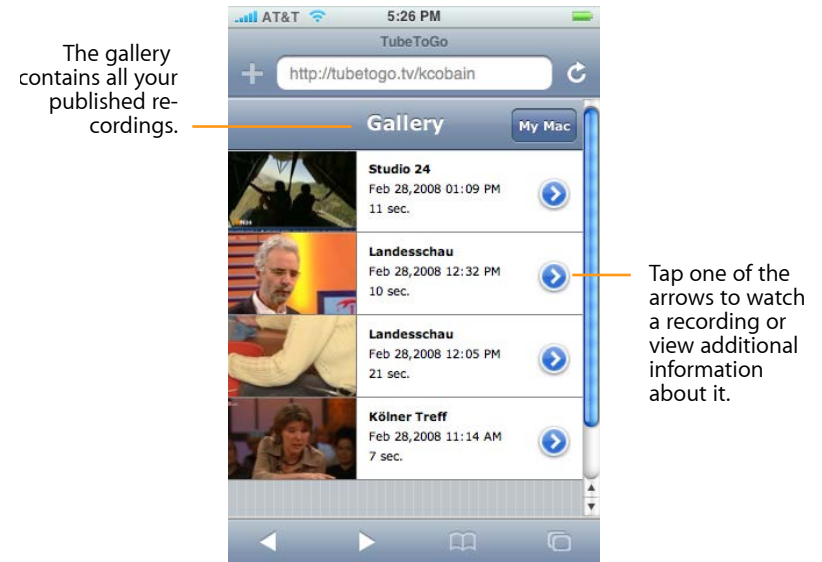 AT&T 5:26 PM
TubeToGo
http://tubetogo.tv/kcobain
Gallery My Mac
The gallery
contains all your
published re-
cordings.
Studio 24
Feb 28,2008 01:09 PM
11 sec.
Landesschau
Feb 28,2008 12:32 PM
10 sec.
Tap one of the
arrows to watch
a recording or
view additional
information
about it.
Landesschau
Feb 28,2008 12:05 PM
21 sec.
Kölner Treff
Feb 28,2008 11:14 AM
7 sec.